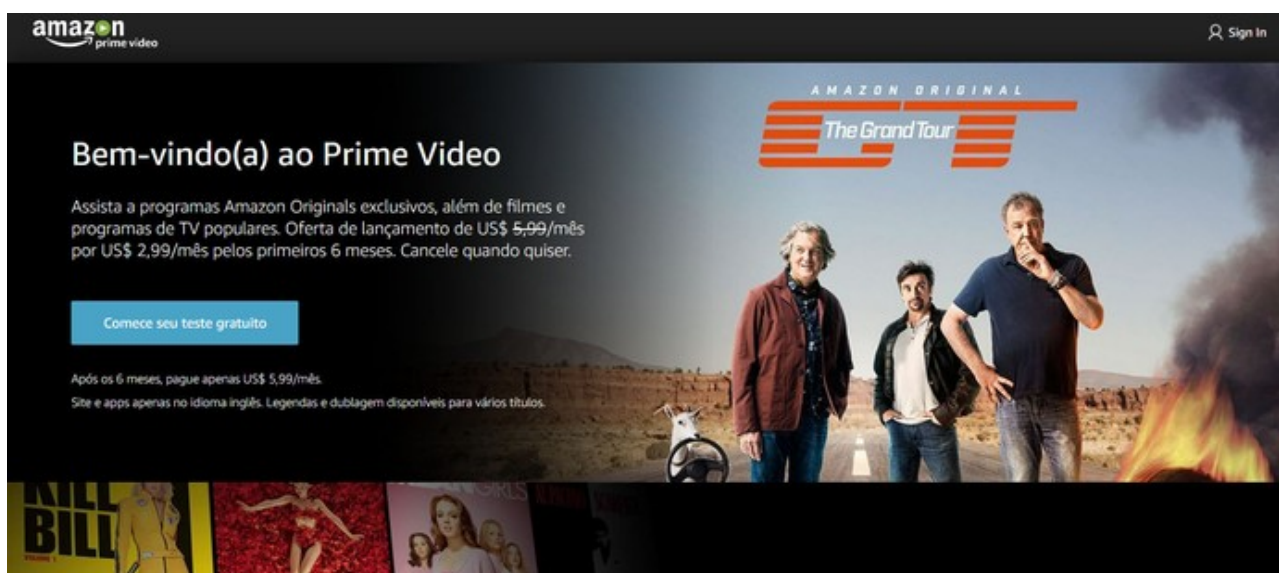 amazon
prime video
Sign In
AMAZON ORIGINAL
The Grand Tour
Bem-vindo(a) ao Prime Video
Assista a programas Amazon Originals exclusivos, além de filmes e
programas de TV populares. Oferta de lançamento de US$ 5,99/mês
por US$ 2,99/mês pelos primeiros 6 meses. Cancele quando quiser.
Comece seu teste gratuito
Após os 6 meses, pague apenas US$ 5,99/mês.
Site e apps apenas no idioma inglês. Legendas e dublagem disponíveis para vários títulos.
KILL
BILL
VOLUME 1
GIRLS